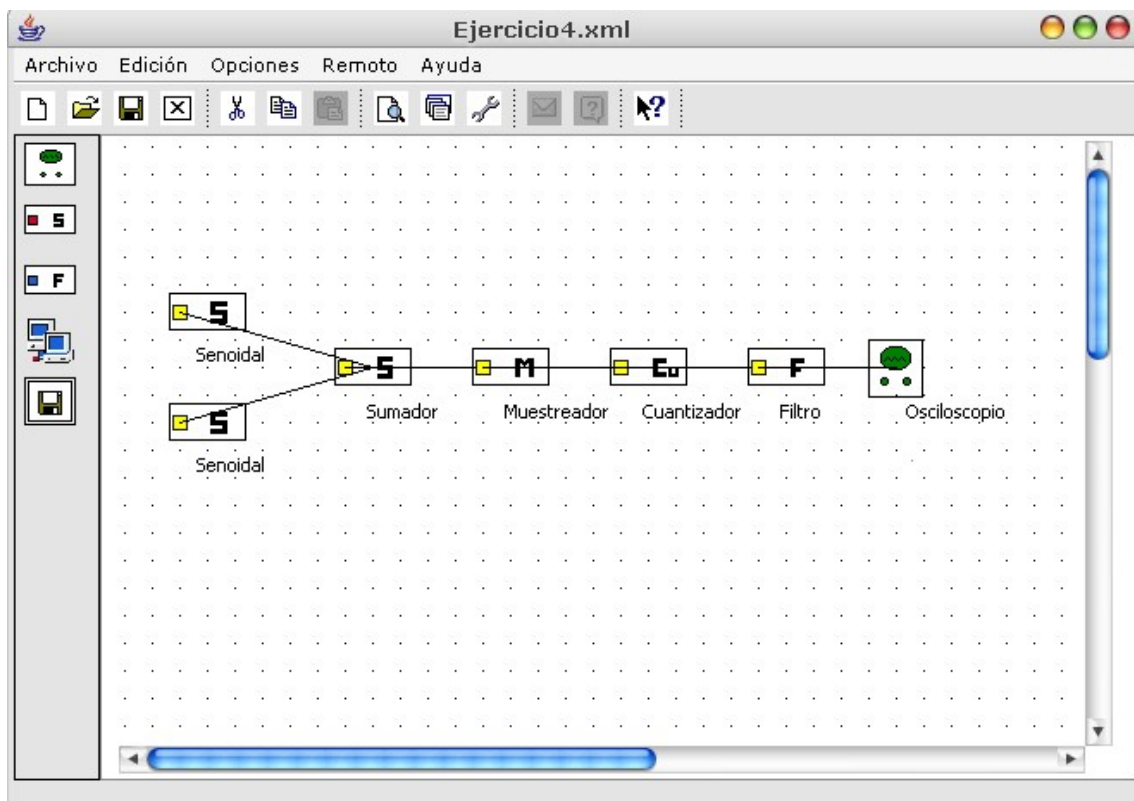 Ejercicio4.xml
Archivo Edición Opciones Remoto Ayuda
S
F
S
Senoidal
S
Senoidal
S
Sumador
M
Muestreador
Cu
Cuantizador
F
Filtro
Osciloscopio